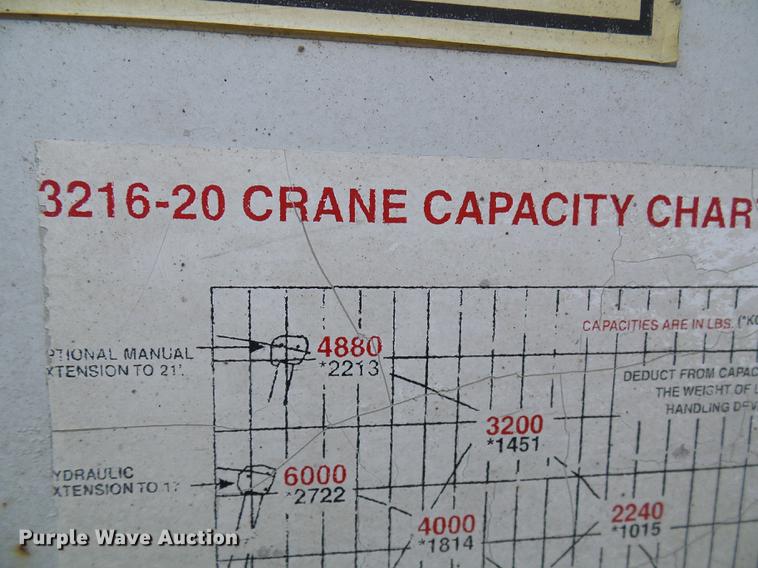 3216-20 CRANE CAPACITY CHAR
CAPACITIES ARE IN LBS. (*KG
TIONAL MANUAL
XTENSION TO 21'.
4880
*2213
DEDUCT FROM CAPAC
THE WEIGHT OF L
HANDLING DEV
3200
*1451
YDRAULIC
XTENSION TO 1
6000
*2722
4000
*1814
2240
*1015
Purple Wave Auction